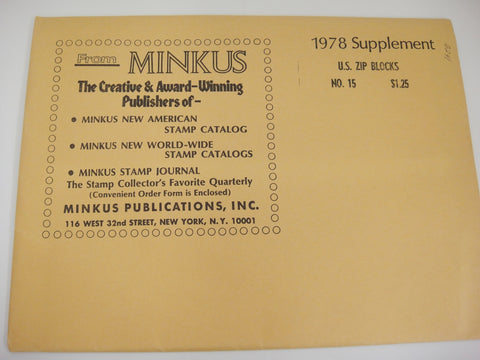 From MINKUS
The Creative & Award-Winning
Publishers of-
• MINKUS NEW AMERICAN
STAMP CATALOG
• MINKUS NEW WORLD-WIDE
STAMP CATALOGS
• MINKUS STAMP JOURNAL
The Stamp Collector's Favorite Quarterly
(Convenient Order Form is Enclosed)
MINKUS PUBLICATIONS, INC.
116 WEST 32nd STREET, NEW YORK, N.Y. 10001
1978 Supplement
U.S. ZIP BLOCKS
NO. 15 $1.25